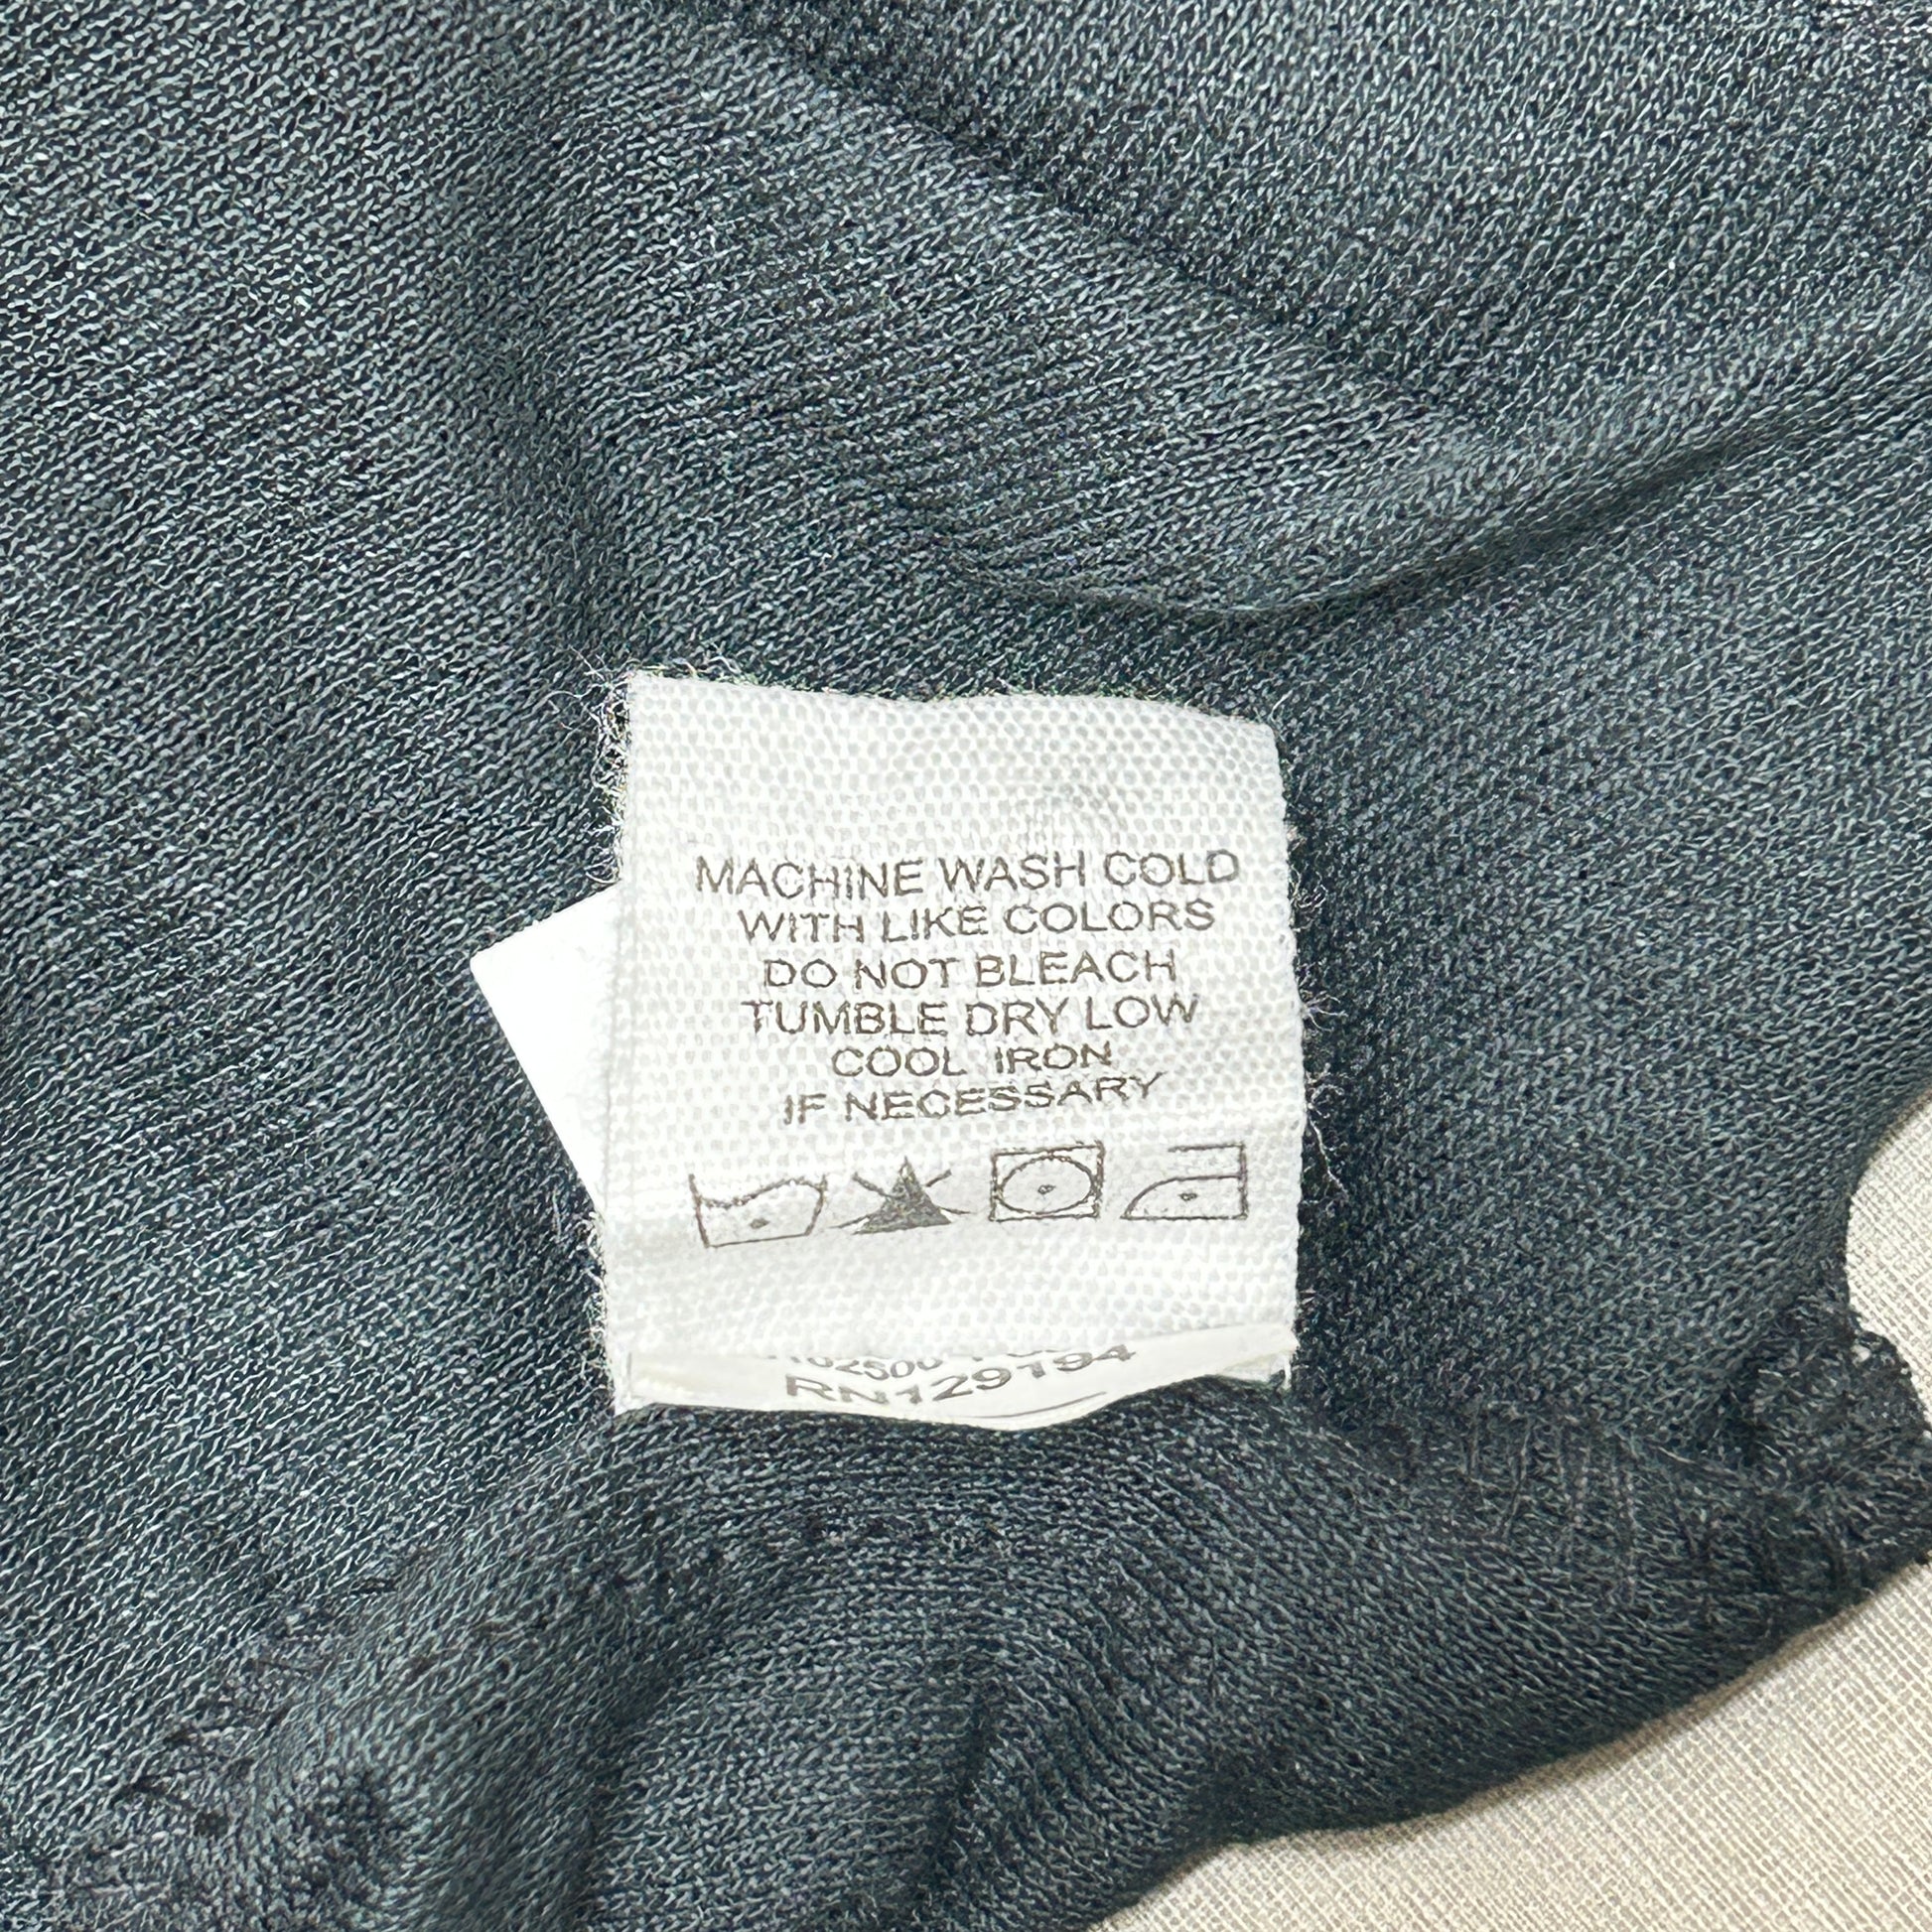 MACHINE WASH COLD
WITH LIKE COLORS
DO NOT BLEACH
TUMBLE DRY LOW
COOL IRON
IF NECESSARY
RN129194